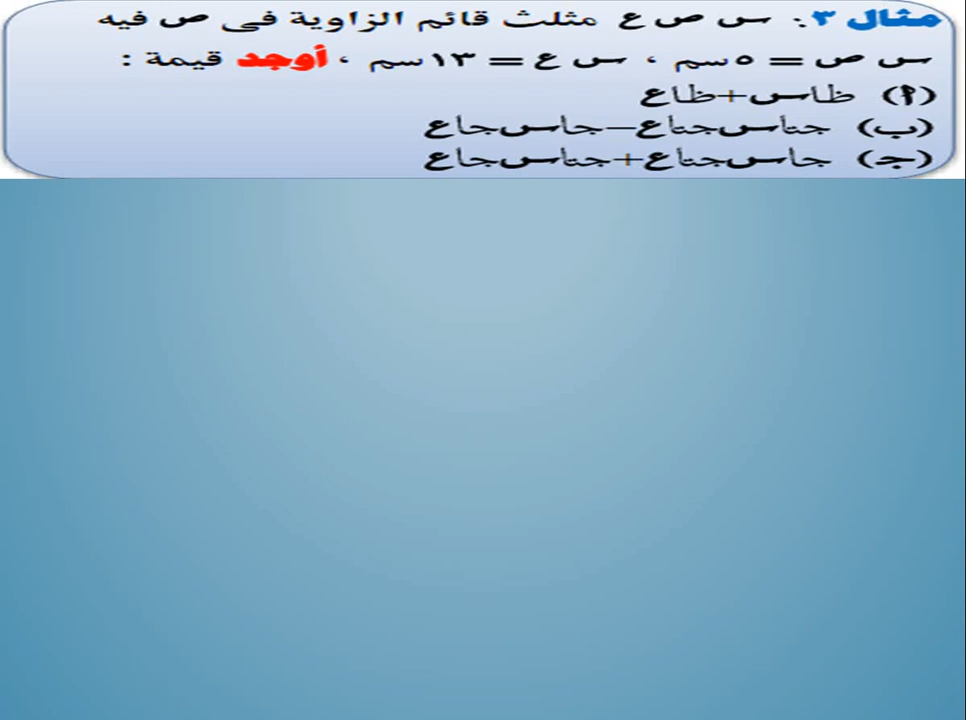 مثال ٣: س ص ع مثلث قائم الزاوية فى ص فيه
س ص = ٥سم ، س ع = ١٣سم ، أوجد قيمة :
(أ) ظاس+ظاع
(ب) جتاس جتاع–جاس جاع
(جـ) جاس جتاع+جتاس جاع